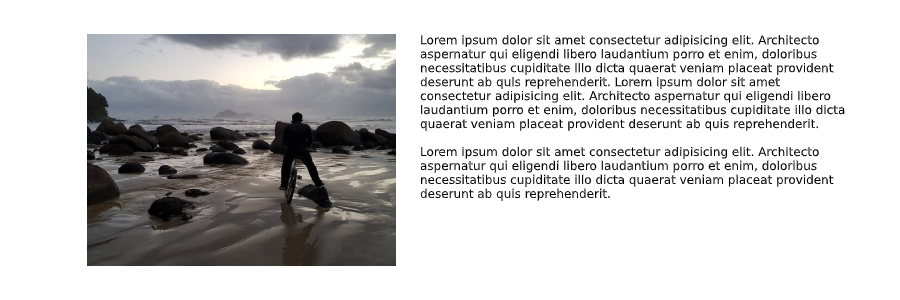 Lorem ipsum dolor sit amet consectetur adipisicing elit. Architecto
aspernatur qui eligendi libero laudantium porro et enim, doloribus
necessitatibus cupiditate illo dicta quaerat veniam placeat provident
deserunt ab quis reprehenderit. Lorem ipsum dolor sit amet
consectetur adipisicing elit. Architecto aspernatur qui eligendi libero
laudantium porro et enim, doloribus necessitatibus cupiditate illo dicta
quaerat veniam placeat provident deserunt ab quis reprehenderit.
Lorem ipsum dolor sit amet consectetur adipisicing elit. Architecto
aspernatur qui eligendi libero laudantium porro et enim, doloribus
necessitatibus cupiditate illo dicta quaerat veniam placeat provident
deserunt ab quis reprehenderit.